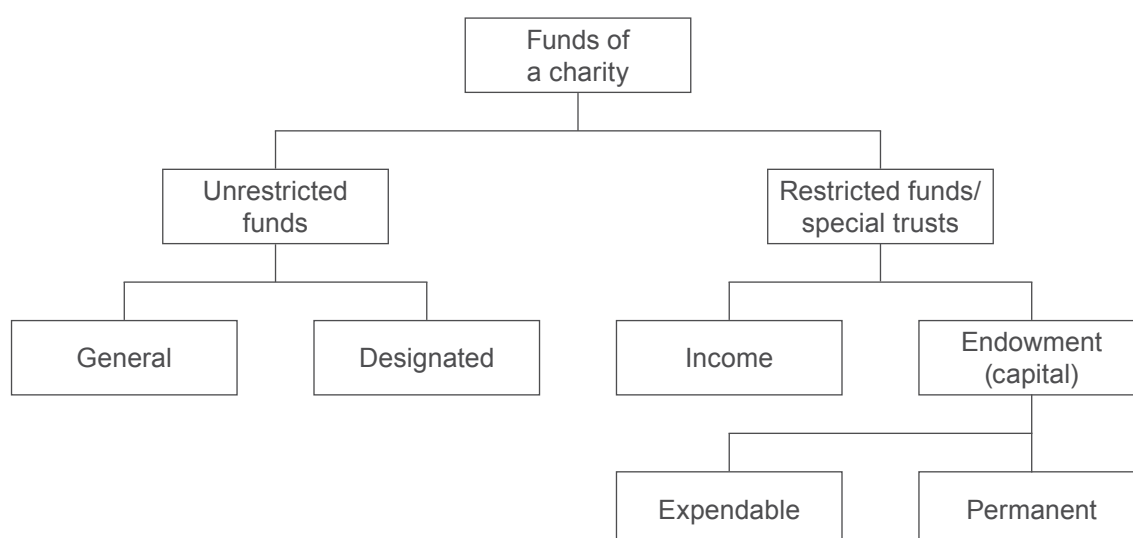 Funds of
a charity
Unrestricted
funds
Restricted funds/
special trusts
General
Designated
Income
Endowment
(capital)
Expendable
Permanent